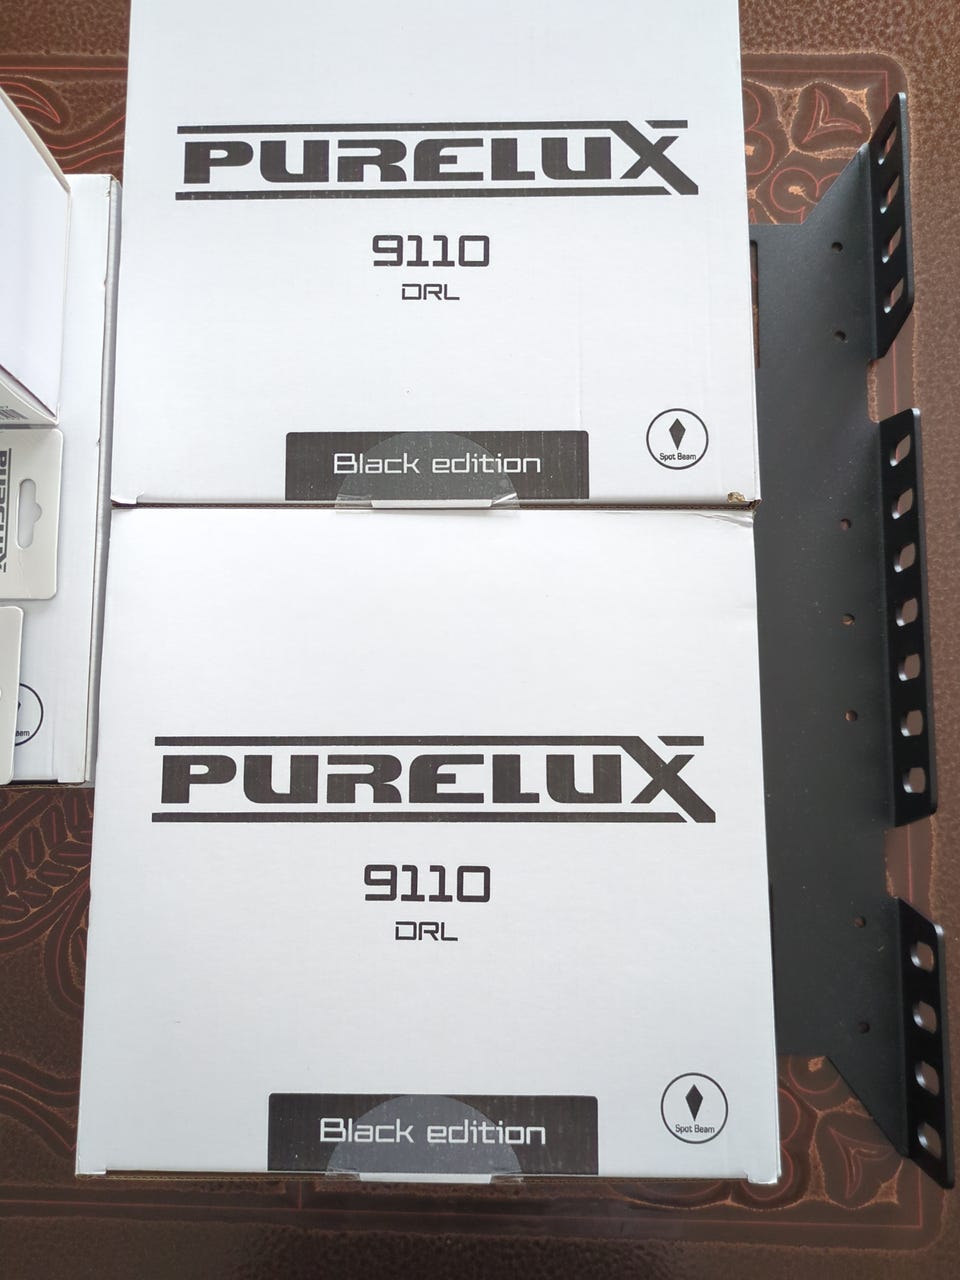 PURELUX
9110
DRL
Black edition
Spot Beam
PURELUX
9110
DRL
Black edition
Spot Beam